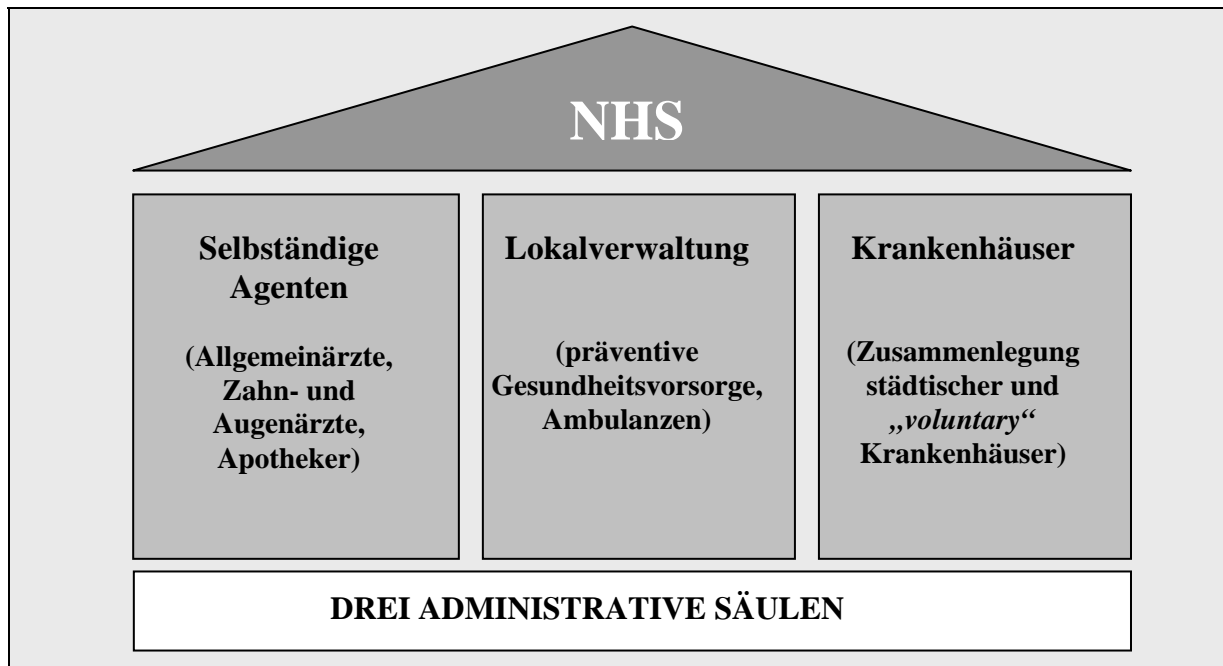 NHS
Selbständige
Agenten
(Allgemeinärzte,
Zahn- und
Augenärzte,
Apotheker)
Lokalverwaltung
(präventive
Gesundheitsvorsorge,
Ambulanzen)
Krankenhäuser
(Zusammenlegung
städtischer und
„voluntary“
Krankenhäuser)
DREI ADMINISTRATIVE SÄULEN